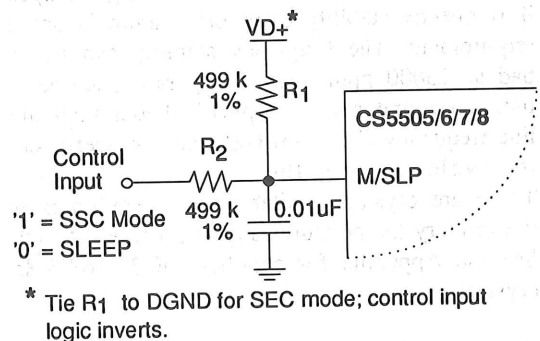 VD+*
499 k
1%
R1
CS5505/6/7/8
R2
Control
Input
M/SLP
499 k
1%
0.01uF
'1' = SSC Mode
'0' = SLEEP
* Tie R1 to DGND for SEC mode; control input
logic inverts.